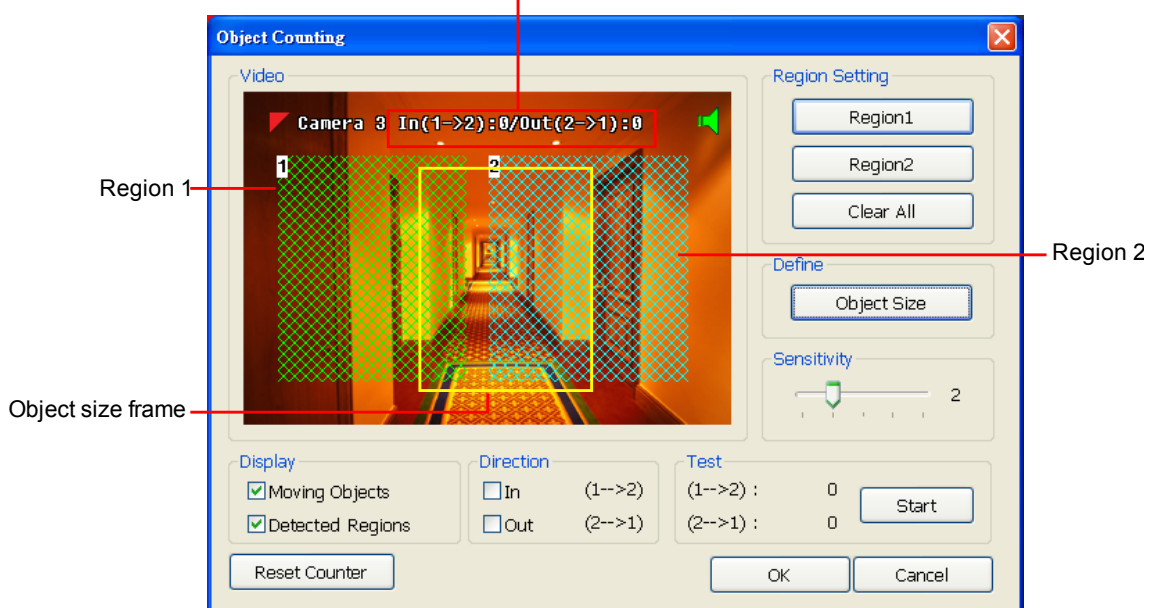 Object Counting
Video
Camera 3 In(1->2):0/Out(2->1):0
1
2
Region 1
Region 2
Object size frame
Region Setting
Region1
Region2
Clear All
Define
Object Size
Sensitivity
2
Display
Moving Objects
Detected Regions
Direction
In (1-->2)
Out (2-->1)
Test
(1-->2) : 0
(2-->1) : 0
Start
Reset Counter
OK
Cancel